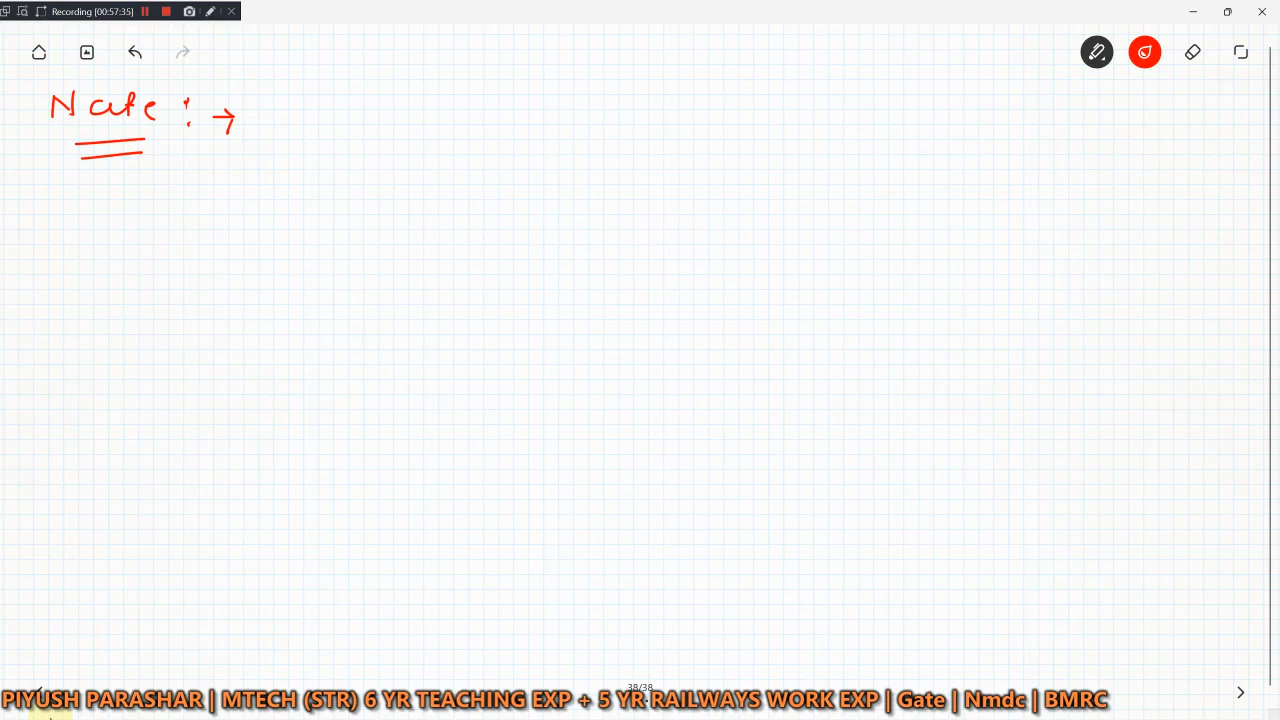 Recording [00:57:35]
Note : →
38/38
PIYUSH PARASHAR | MTECH (STR) 6 YR TEACHING EXP + 5 YR RAILWAYS WORK EXP | Gate | Nmdc | BMRC